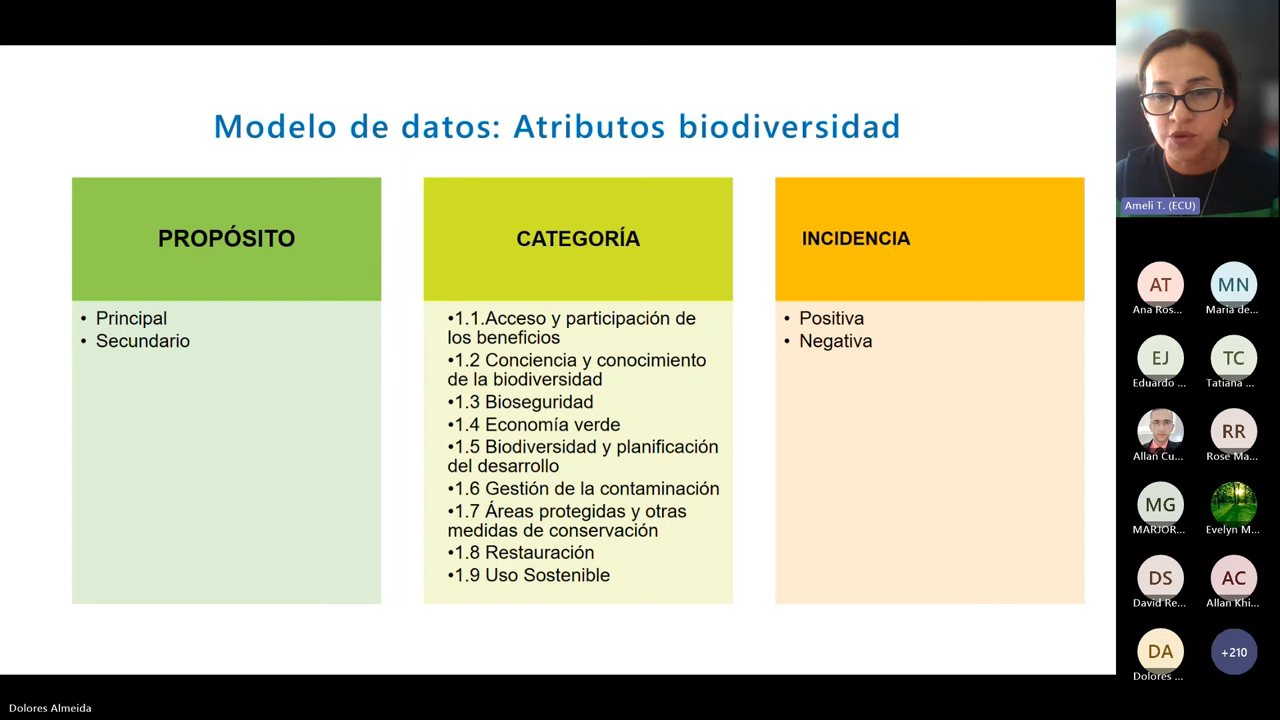 Modelo de datos: Atributos biodiversidad
PROPÓSITO
• Principal
• Secundario
CATEGORÍA
•1.1.Acceso y participación de
los beneficios
•1.2 Conciencia y conocimiento
de la biodiversidad
•1.3 Bioseguridad
•1.4 Economía verde
•1.5 Biodiversidad y planificación
del desarrollo
•1.6 Gestión de la contaminación
•1.7 Áreas protegidas y otras
medidas de conservación
•1.8 Restauración
•1.9 Uso Sostenible
INCIDENCIA
• Positiva
• Negativa
Ameli T. (ECU)
AT
Ana Ros...
MN
Maria de...
EJ
Eduardo ...
TC
Tatiana ...
Allan Cu...
RR
Rose Ma...
MG
MARJOR...
Evelyn M...
DS
David Re...
AC
Allan Khi...
DA
Dolores ...
+210
Dolores Almeida